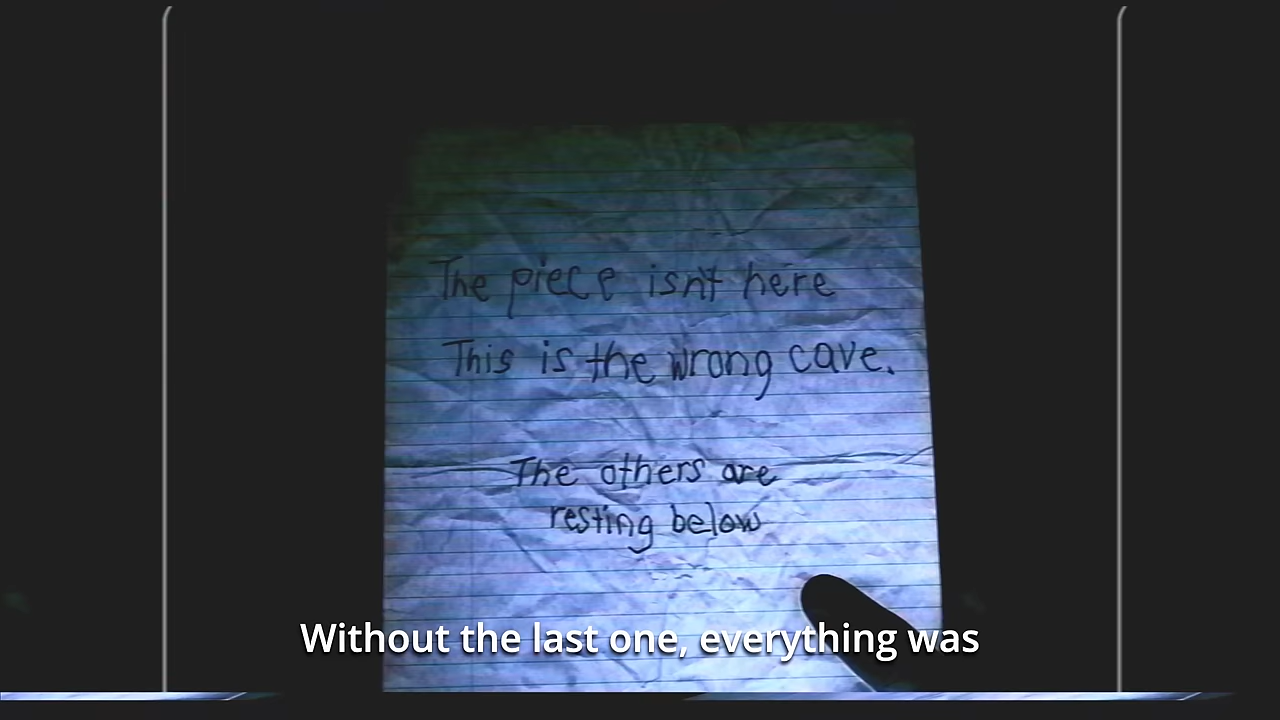 The piece isn't here
This is the wrong cave.
The others are
resting below
Without the last one, everything was